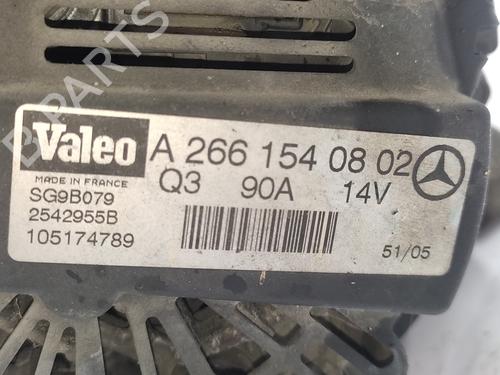 B-PARTS
Valeo A 266 154 08 02
MADE IN FRANCE Q3 90A 14V
SG9B079
2542955B
105174789 51/05